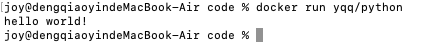 joy@dengqiaoyindeMacBook-Air code % docker run yqq/python
hello world!
joy@dengqiaoyindeMacBook-Air code %